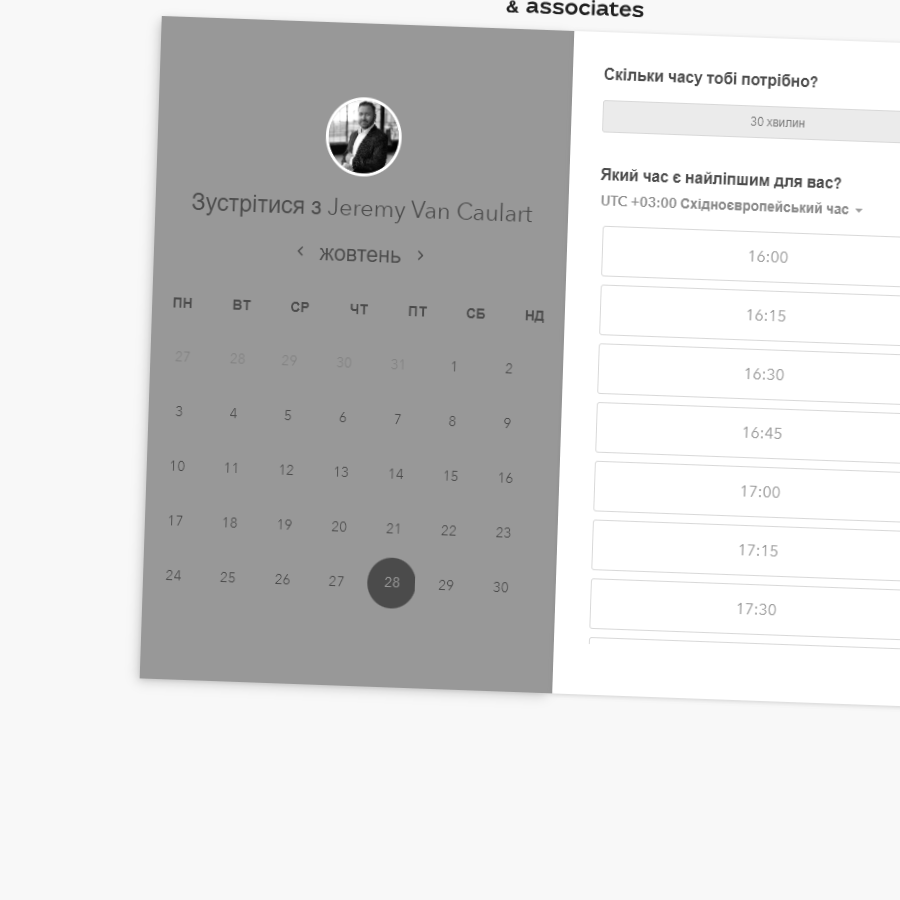 & associates
Зустрітися з Jeremy Van Caulart
жовтень
ПН ВТ СР ЧТ ПТ СБ НД
27 28 29 30 31 1 2
3 4 5 6 7 8 9
10 11 12 13 14 15 16
17 18 19 20 21 22 23
24 25 26 27 28 29 30
Скільки часу тобі потрібно?
30 хвилин
Який час є найліпшим для вас?
UTC +03:00 Східноєвропейський час
16:00
16:15
16:30
16:45
17:00
17:15
17:30